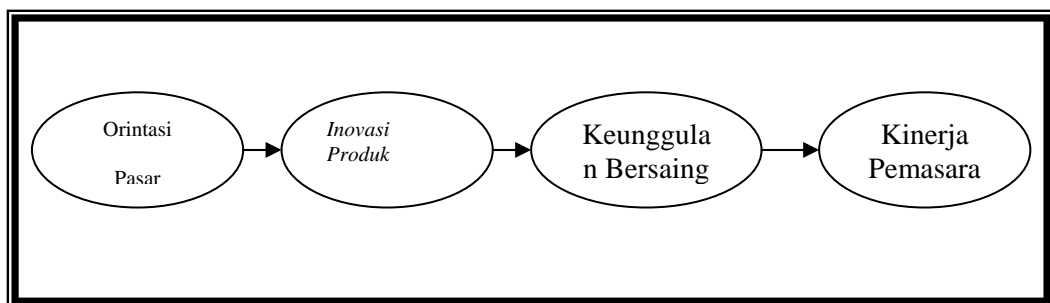 Orintasi
Pasar
Inovasi
Produk
Keunggula
n Bersaing
Kinerja
Pemasara